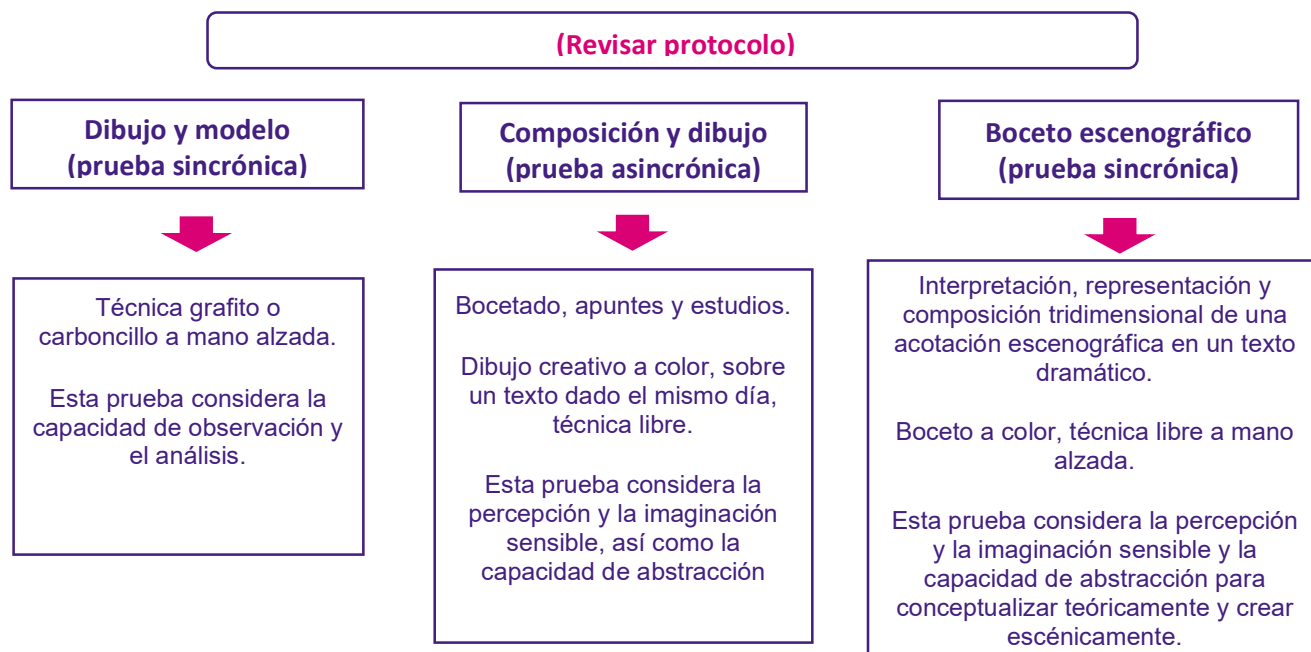 (Revisar protocolo)
Dibujo y modelo
(prueba sincrónica)
Técnica grafito o
carboncillo a mano alzada.
Esta prueba considera la
capacidad de observación y
el análisis.
Composición y dibujo
(prueba asincrónica)
Bocetado, apuntes y estudios.
Dibujo creativo a color, sobre
un texto dado el mismo día,
técnica libre.
Esta prueba considera la
percepción y la imaginación
sensible, así como la
capacidad de abstracción
Boceto escenográfico
(prueba sincrónica)
Interpretación, representación y
composición tridimensional de una
acotación escenográfica en un texto
dramático.
Boceto a color, técnica libre a mano
alzada.
Esta prueba considera la percepción
y la imaginación sensible y la
capacidad de abstracción para
conceptualizar teóricamente y crear
escénicamente.